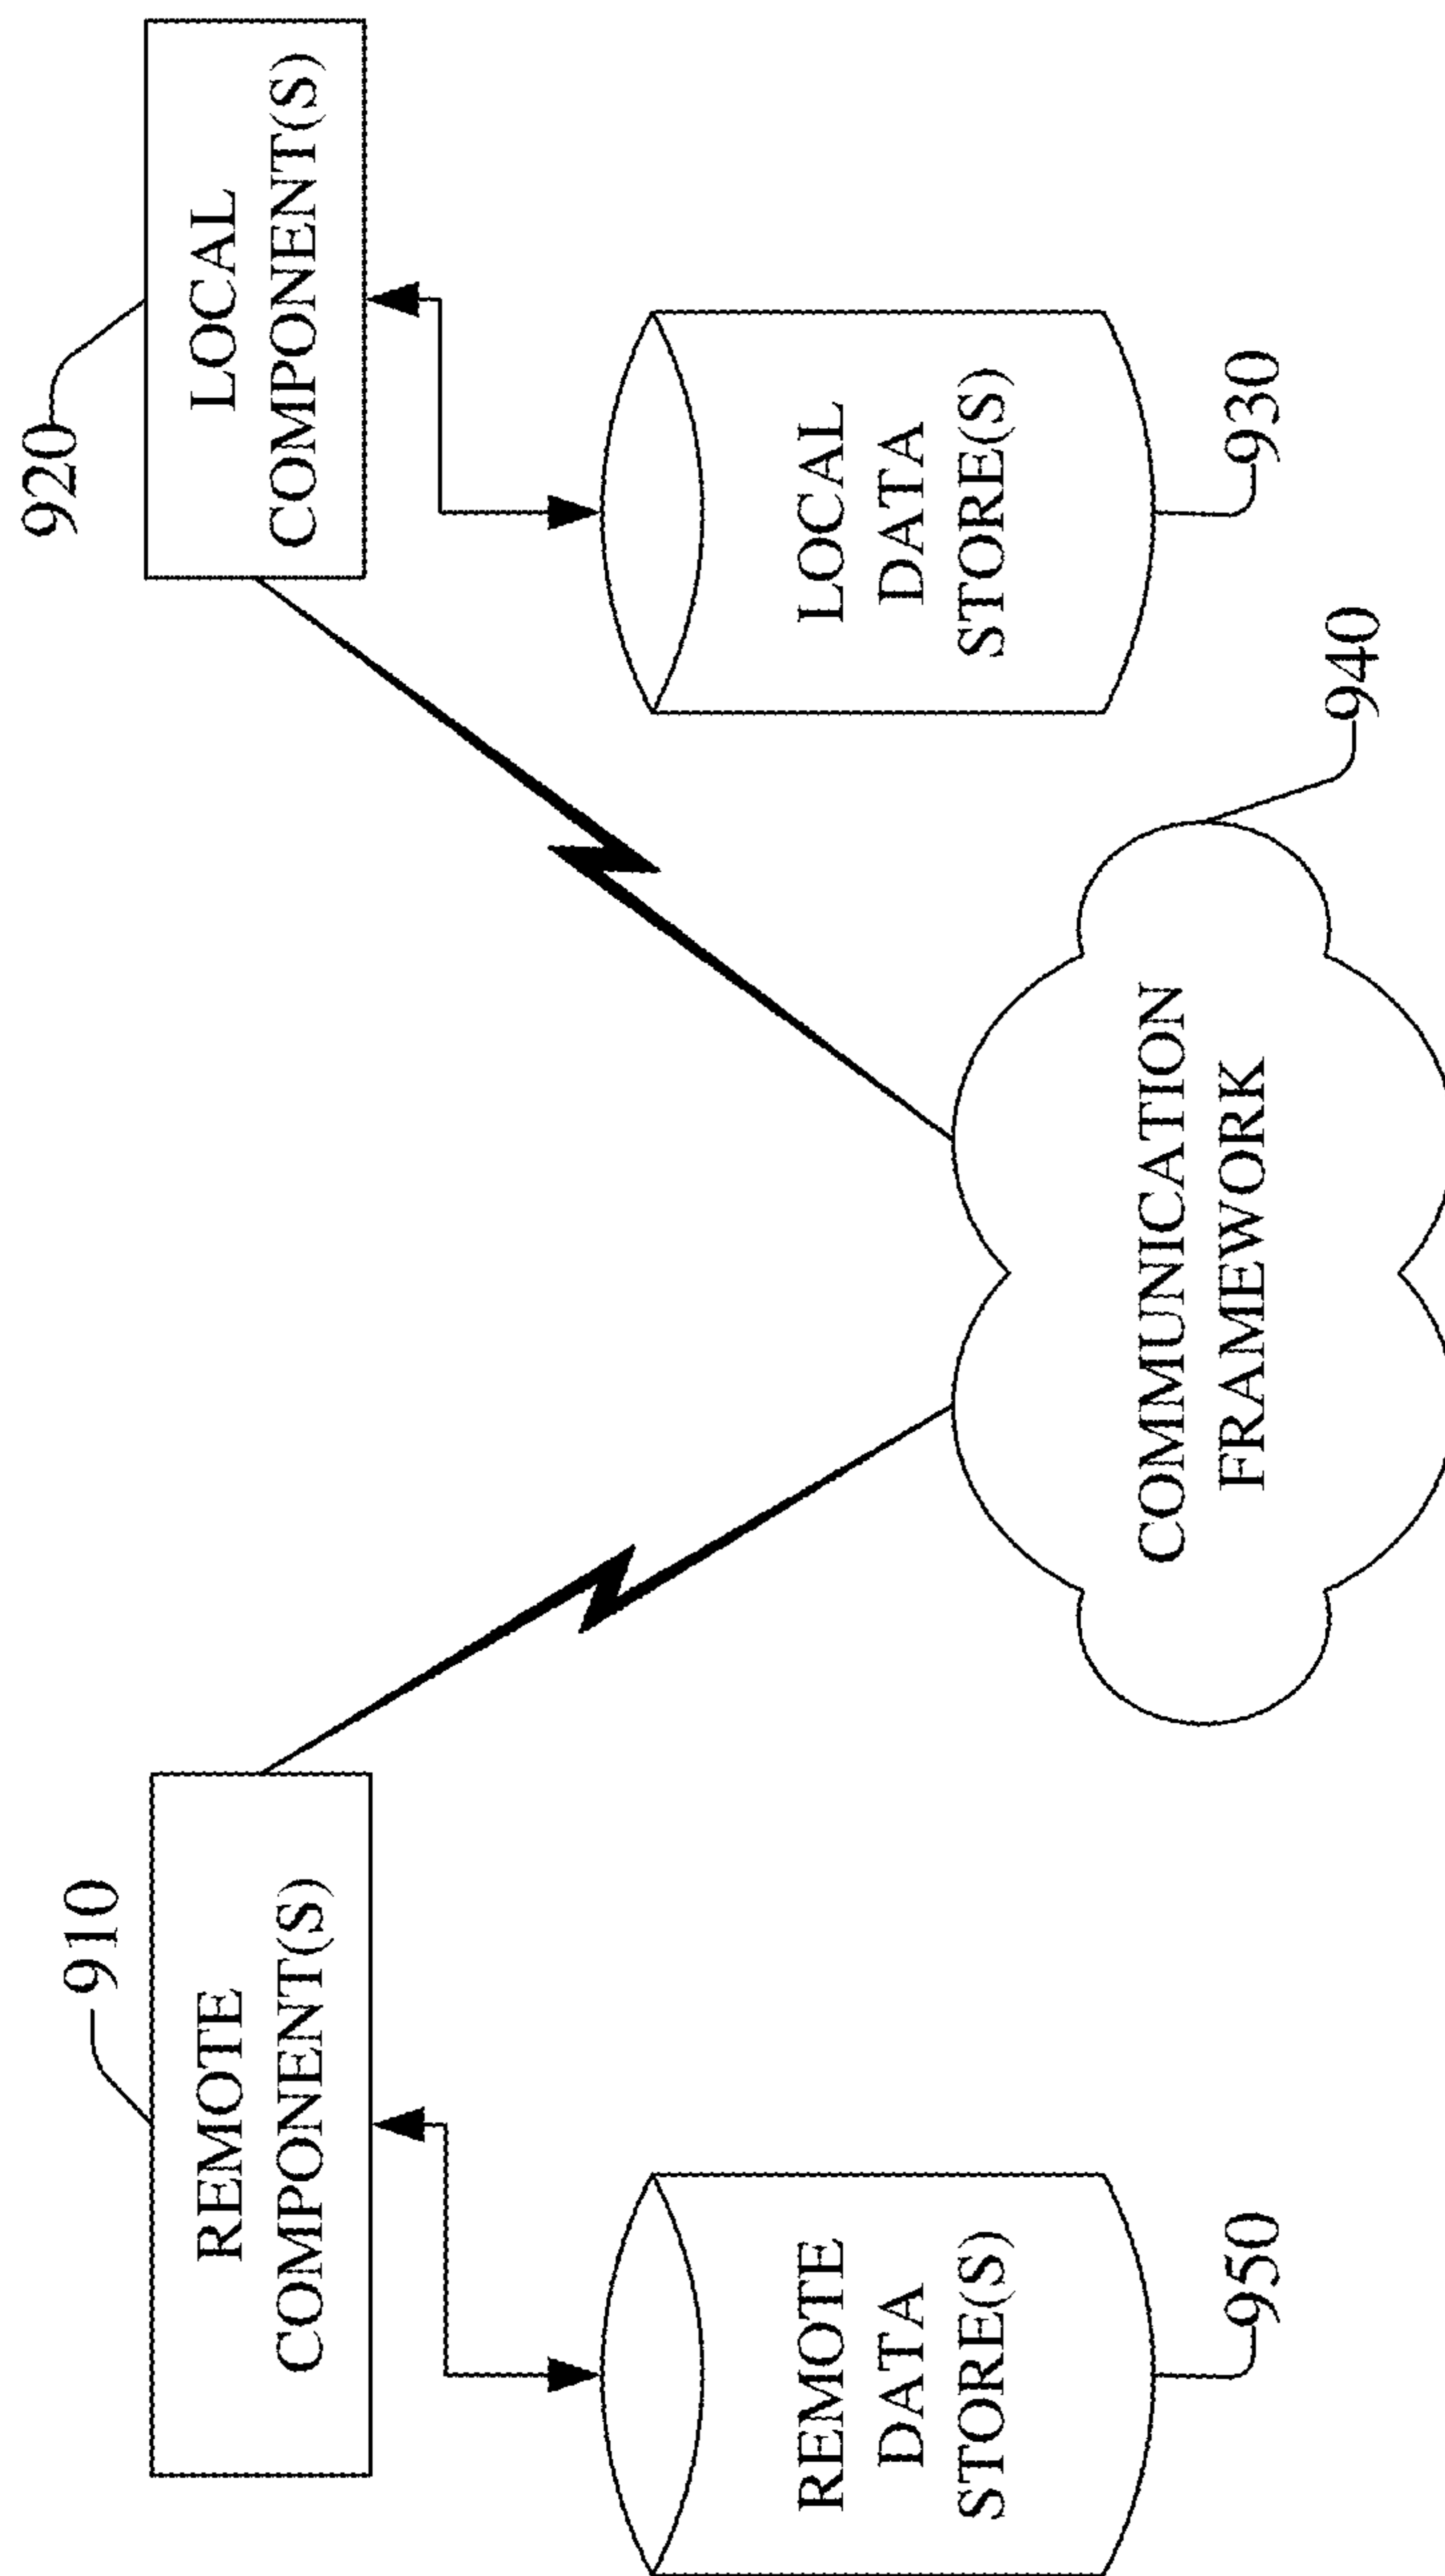 910
REMOTE
COMPONENT(S)
920
LOCAL
COMPONENT(S)
REMOTE
DATA
STORE(S)
950
LOCAL
DATA
STORE(S)
930
940
COMMUNICATION
FRAMEWORK